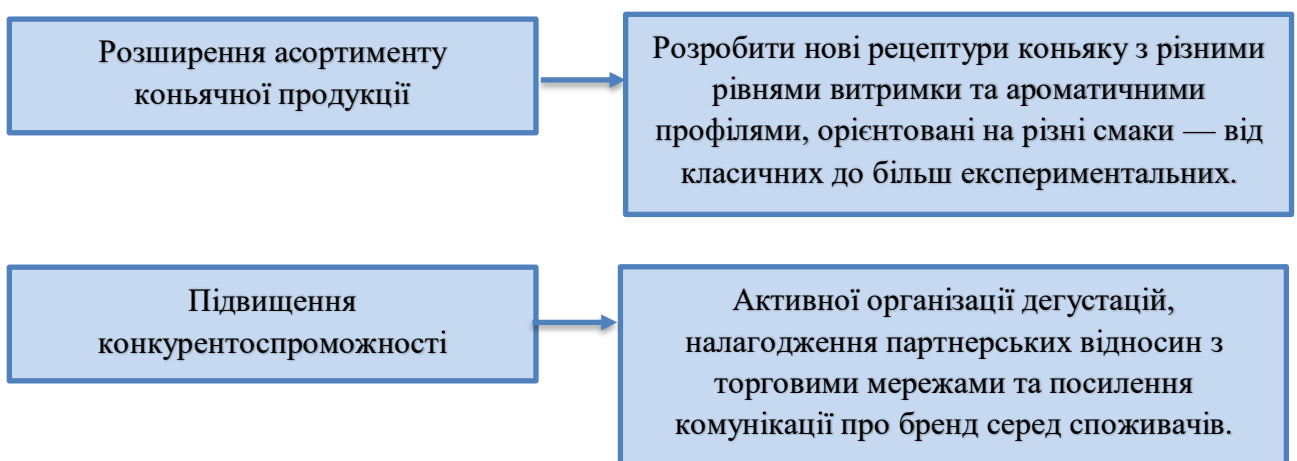 Розширення асортименту
коньячної продукції
Розробити нові рецептури коньяку з різними
рівнями витримки та ароматичними
профілями, орієнтовані на різні смаки — від
класичних до більш експериментальних.
Підвищення
конкурентоспроможності
Активної організації дегустацій,
налагодження партнерських відносин з
торговими мережами та посилення
комунікації про бренд серед споживачів.